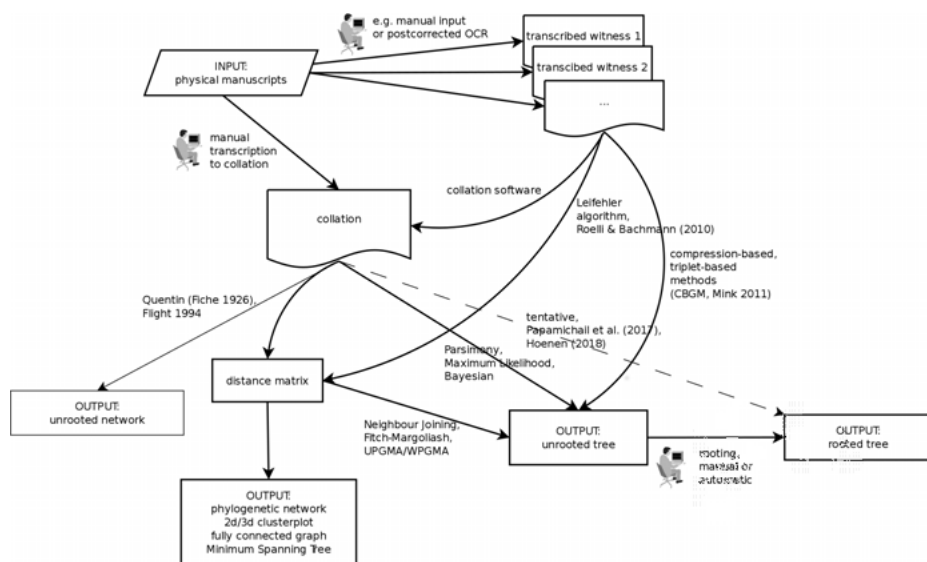 e.g. manual input
or postcorrected OCR
transcribed witness 1
transcibed witness 2
...
INPUT:
physical manuscripts
manual
transcription
to collation
collation software
collation
Leifehler
algorithm,
Roelli & Bachmann (2010)
compression-based,
triplet-based
methods
(CBGM, Mink 2011)
Quentin (Fiche 1926),
Flight 1994
tentative,
Papamichail et al. (2017),
Hoenen (2018)
Parsimony,
Maximum Likelihood,
Bayesian
distance matrix
OUTPUT:
unrooted network
Neighbour Joining,
Fitch-Margoliash,
UPGMA/WPGMA
OUTPUT:
unrooted tree
OUTPUT:
rooted tree
rooting,
manual or
automatic
OUTPUT:
phylogenetic network
2d/3d clusterplot
fully connected graph
Minimum Spanning Tree